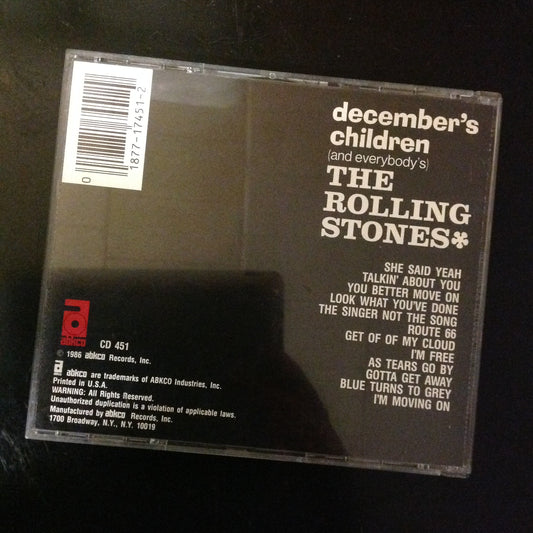 0
1877-17451-2
december's
children
(and everybody's)
THE
ROLLING
STONES*
SHE SAID YEAH
TALKIN' ABOUT YOU
YOU BETTER MOVE ON
LOOK WHAT YOU'VE DONE
THE SINGER NOT THE SONG
ROUTE 66
GET OF OF MY CLOUD
I'M FREE
AS TEARS GO BY
GOTTA GET AWAY
BLUE TURNS TO GREY
I'M MOVING ON
abkco
CD 451
© 1986 abkco Records, Inc.
abkco
abkco are trademarks of ABKCO Industries, Inc.
Printed in U.S.A.
WARNING: All Rights Reserved.
Unauthorized duplication is a violation of applicable laws.
Manufactured by abkco Records, Inc.
1700 Broadway, N.Y., N.Y. 10019